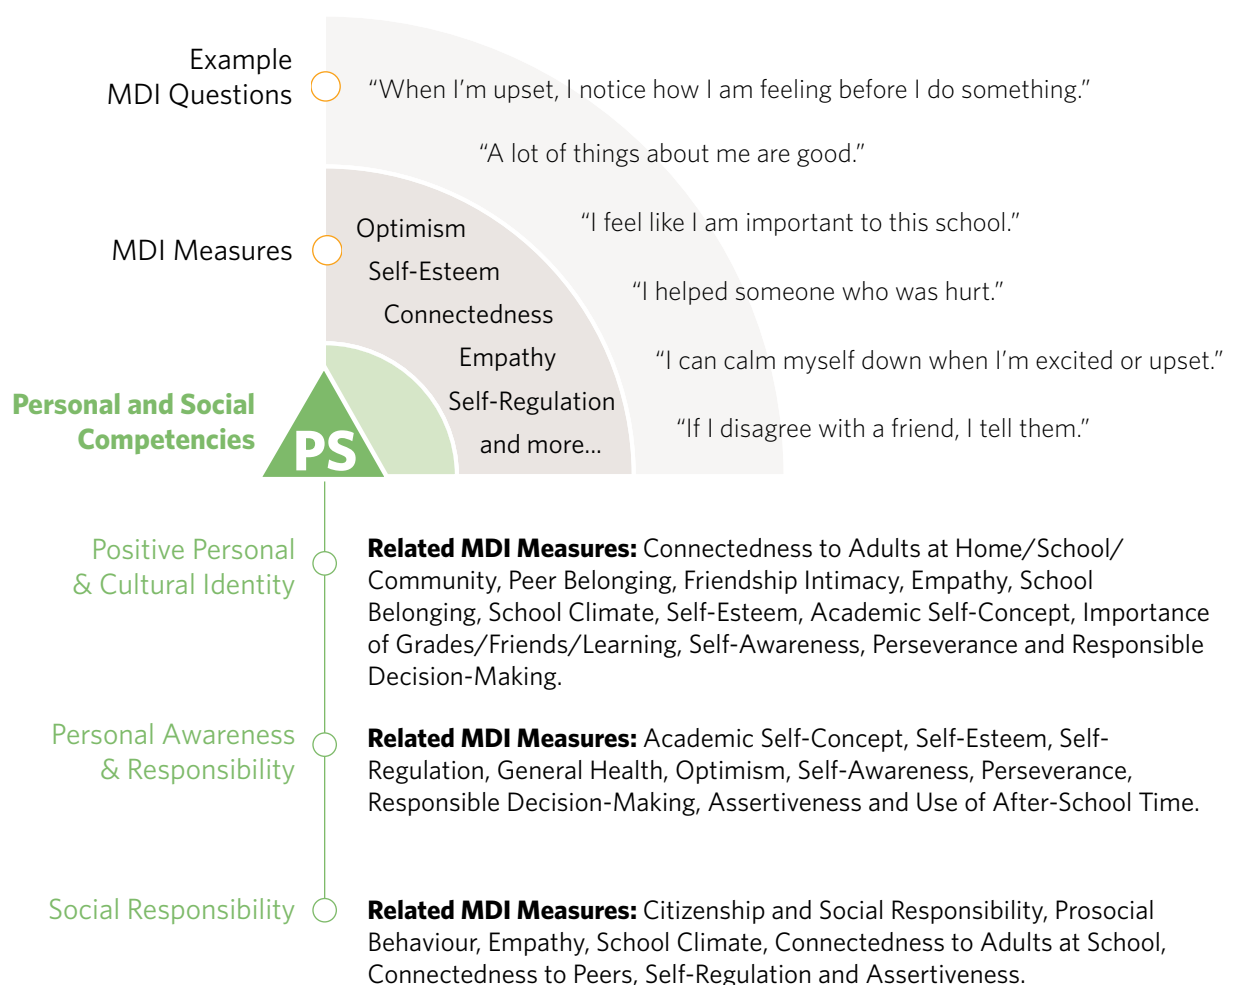 Example
MDI Questions
“When I’m upset, I notice how I am feeling before I do something.”
“A lot of things about me are good.”
“I feel like I am important to this school.”
“I helped someone who was hurt.”
“I can calm myself down when I’m excited or upset.”
“If I disagree with a friend, I tell them.”
MDI Measures
Optimism
Self-Esteem
Connectedness
Empathy
Self-Regulation
and more...
Personal and Social
Competencies
PS
Positive Personal
& Cultural Identity
Related MDI Measures: Connectedness to Adults at Home/School/
Community, Peer Belonging, Friendship Intimacy, Empathy, School
Belonging, School Climate, Self-Esteem, Academic Self-Concept, Importance
of Grades/Friends/Learning, Self-Awareness, Perseverance and Responsible
Decision-Making.
Personal Awareness
& Responsibility
Related MDI Measures: Academic Self-Concept, Self-Esteem, Self-
Regulation, General Health, Optimism, Self-Awareness, Perseverance,
Responsible Decision-Making, Assertiveness and Use of After-School Time.
Social Responsibility
Related MDI Measures: Citizenship and Social Responsibility, Prosocial
Behaviour, Empathy, School Climate, Connectedness to Adults at School,
Connectedness to Peers, Self-Regulation and Assertiveness.